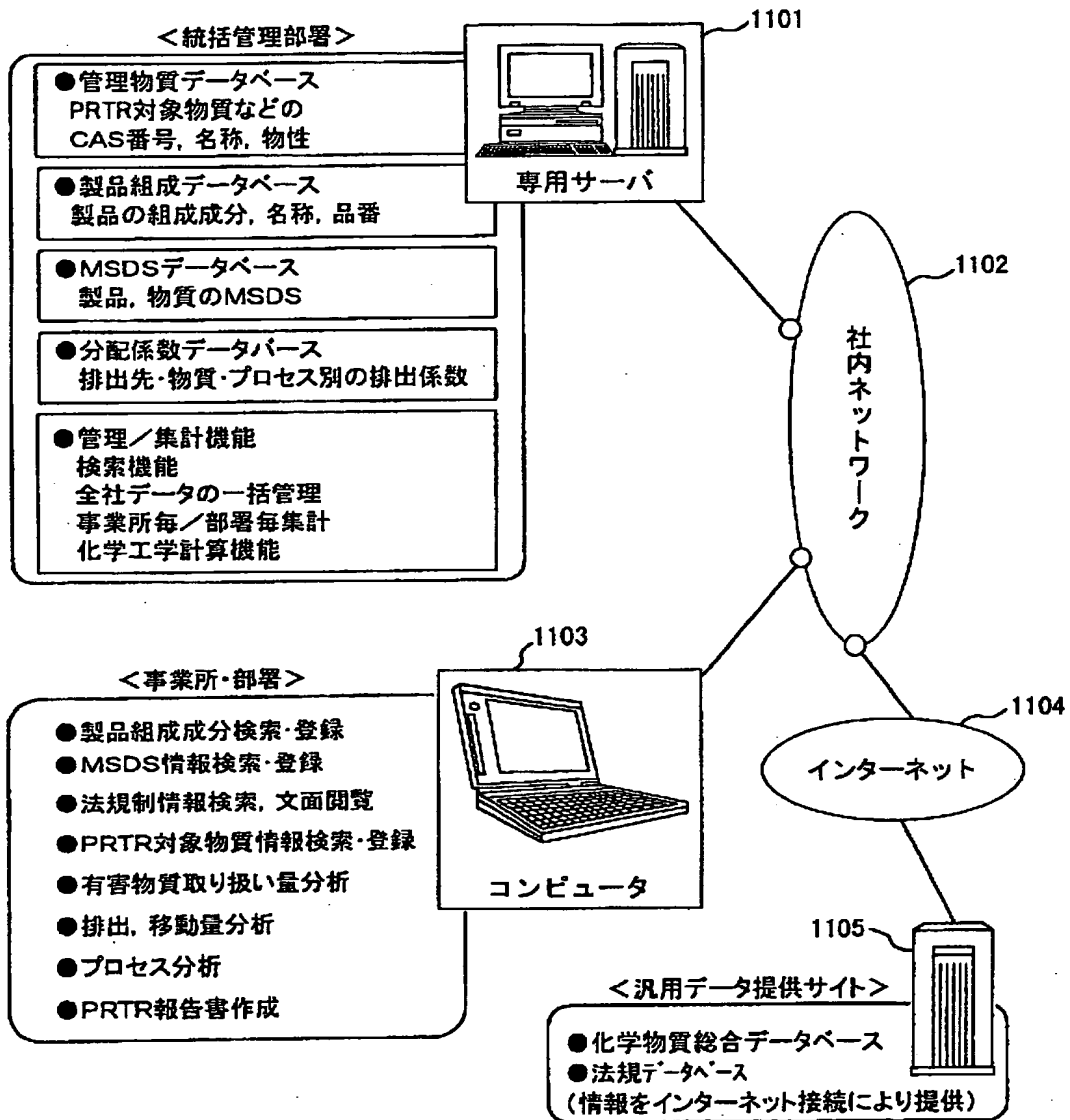 1101
<統括管理部署>
●管理物質データベース
PRTR対象物質などの
CAS番号, 名称, 物性
専用サーバ
●製品組成データベース
製品の組成成分, 名称, 品番
●MSDSデータベース
製品, 物質のMSDS
●分配係数データバース
排出先・物質・プロセス別の排出係数
●管理/集計機能
検索機能
全社データの一括管理
事業所毎/部署毎集計
化学工学計算機能
1102
社内ネットワーク
1103
コンピュータ
<事業所・部署>
●製品組成成分検索・登録
●MSDS情報検索・登録
●法規制情報検索, 文面閲覧
●PRTR対象物質情報検索・登録
●有害物質取り扱い量分析
●排出, 移動量分析
●プロセス分析
●PRTR報告書作成
1104
インターネット
1105
<汎用データ提供サイト>
●化学物質総合データベース
●法規データベース
(情報をインターネット接続により提供)